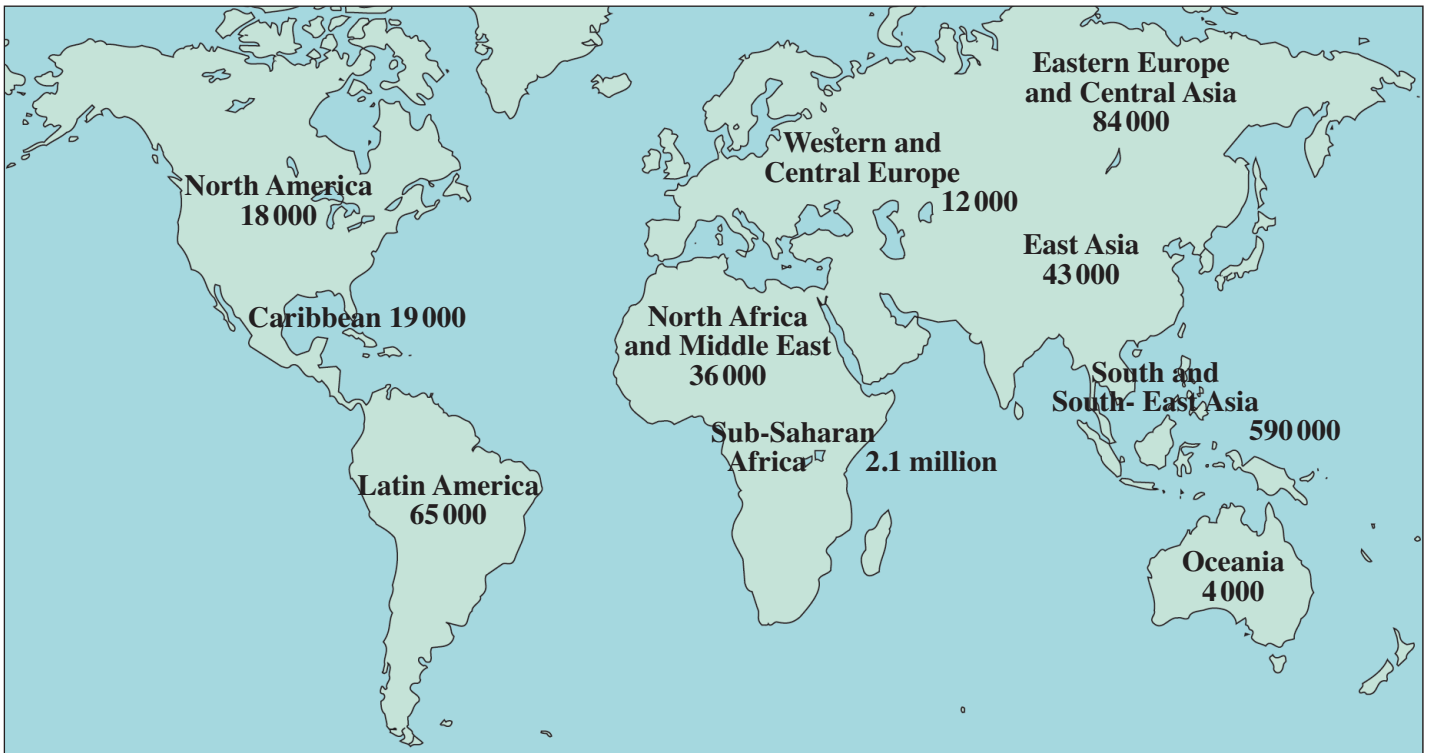 Eastern Europe
and Central Asia
84 000
Western and
Central Europe
12 000
North America
18 000
East Asia
43 000
Caribbean 19 000
North Africa
and Middle East
36 000
South and
South- East Asia
590 000
Sub-Saharan
Africa 2.1 million
Latin America
65 000
Oceania
4 000